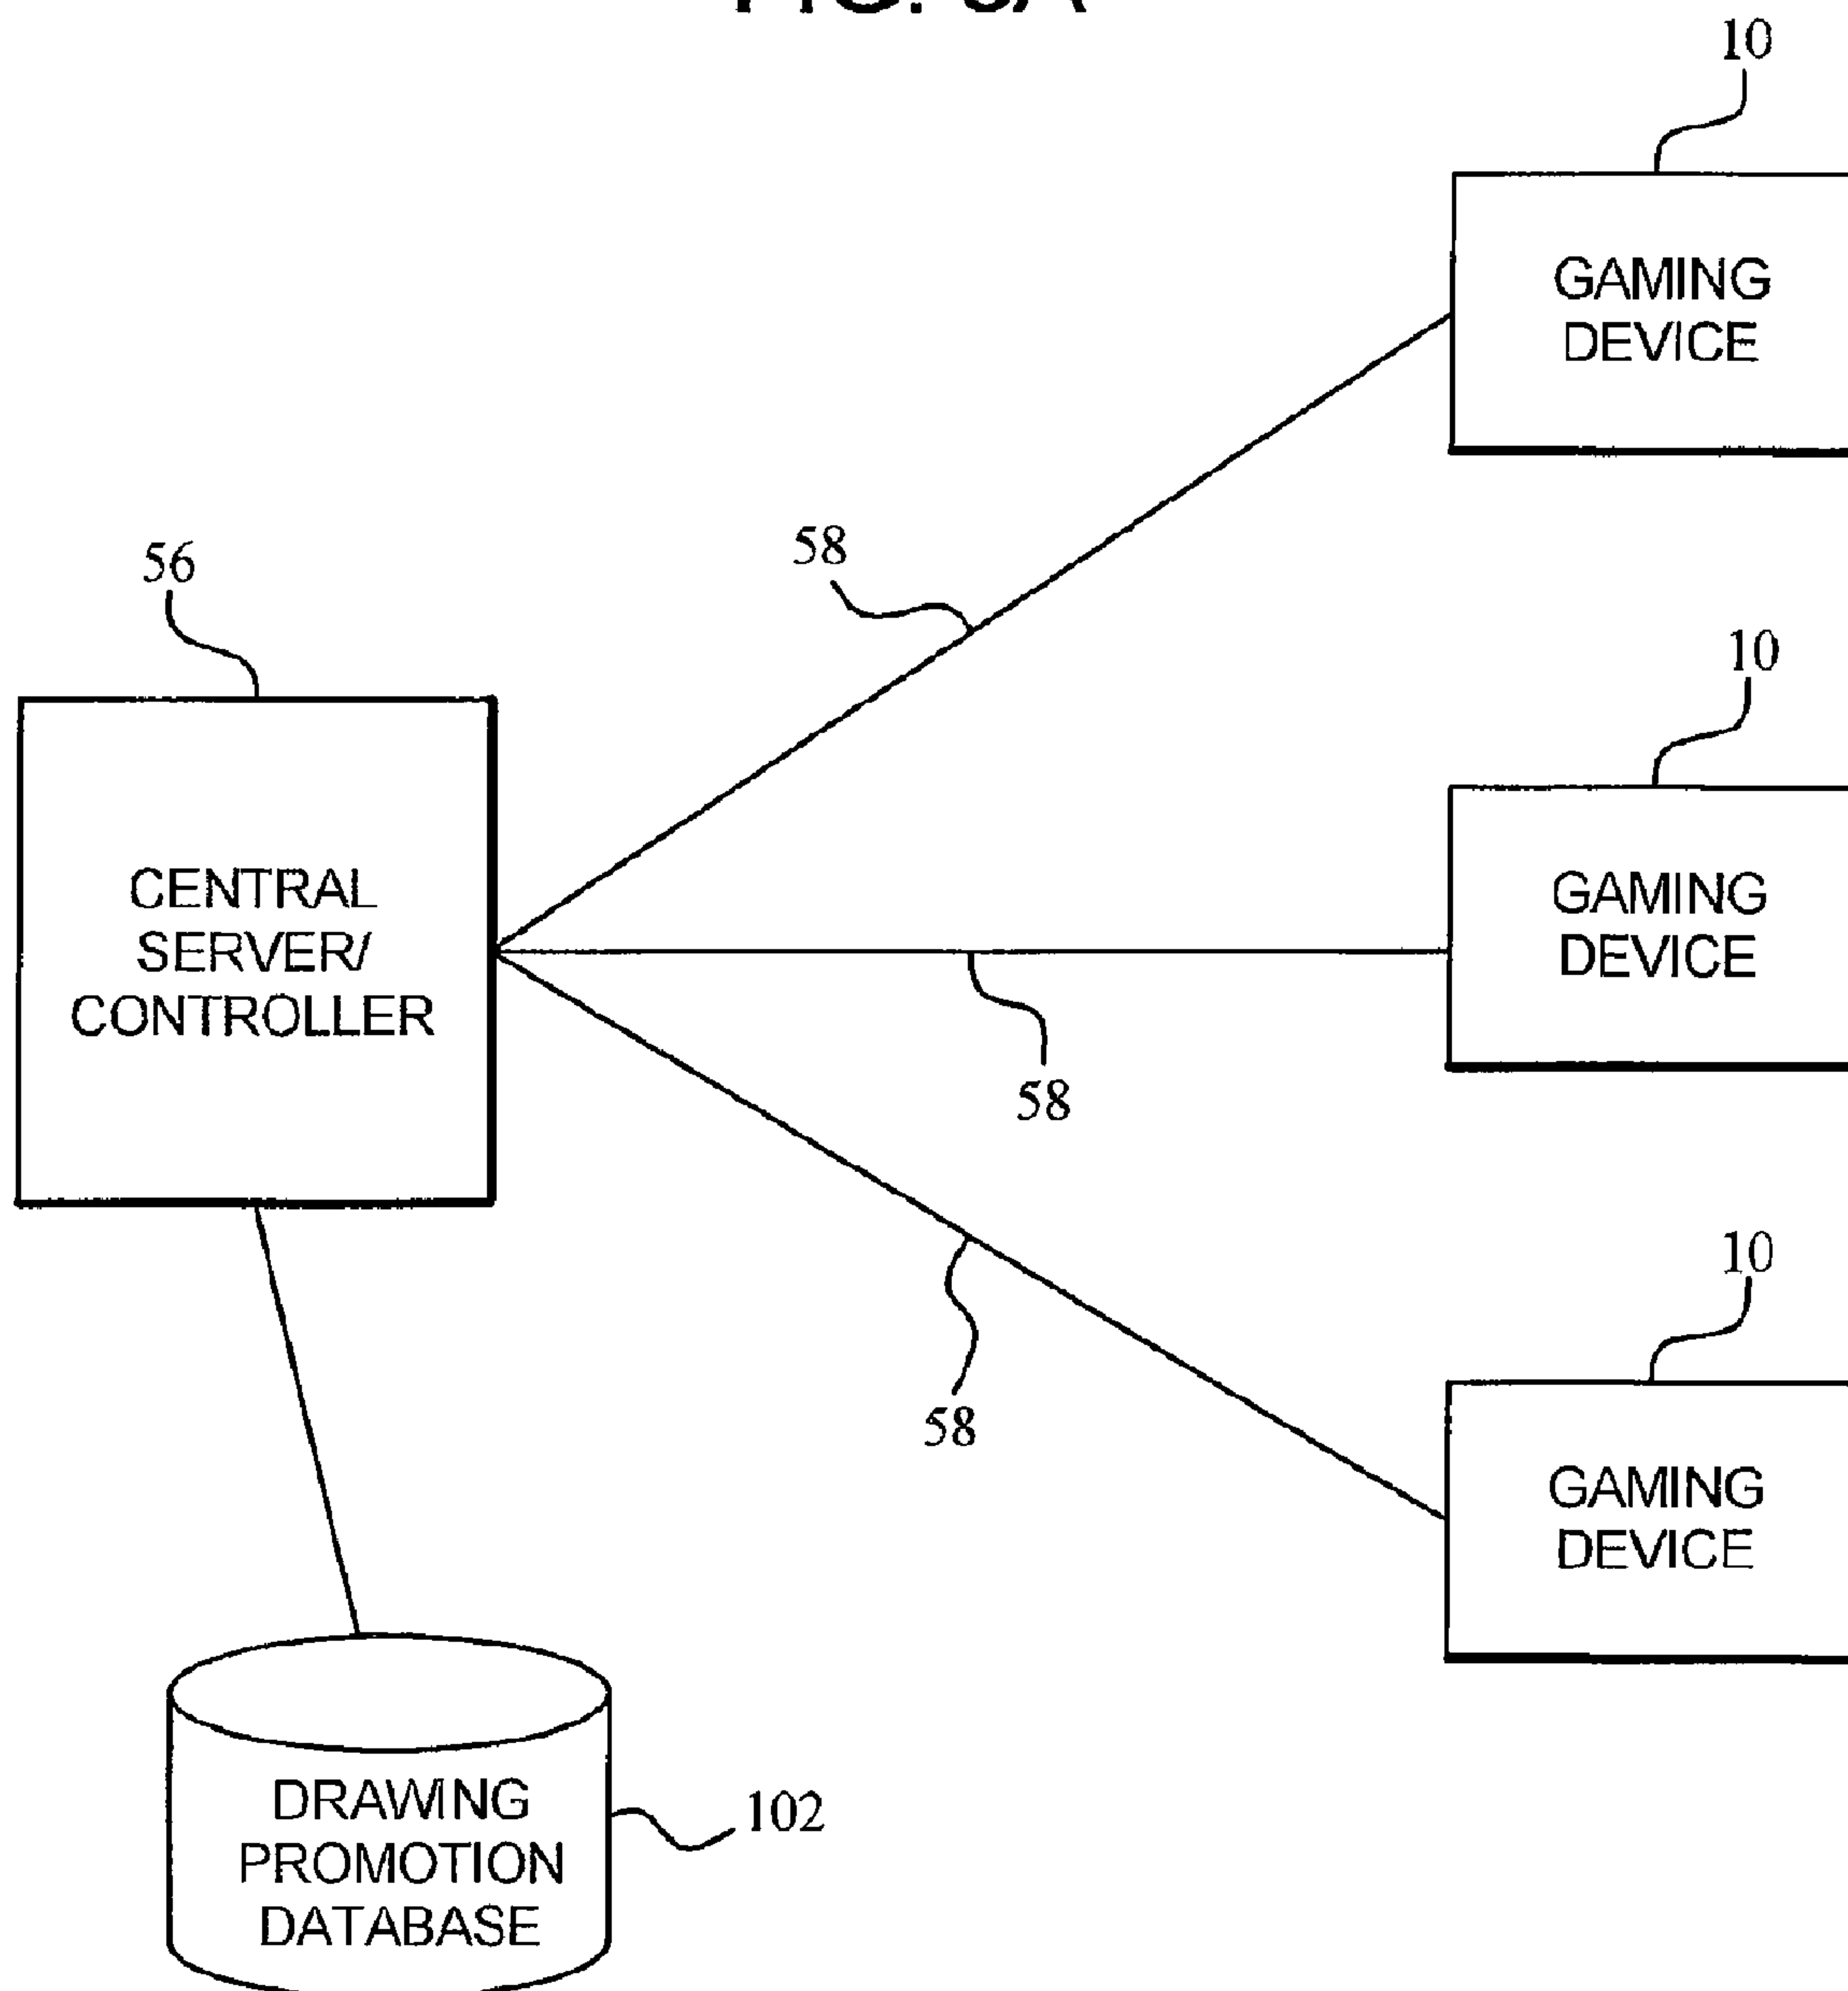 10
GAMING
DEVICE
58
56
10
CENTRAL
SERVER/
CONTROLLER
GAMING
DEVICE
58
10
58
GAMING
DEVICE
DRAWING
PROMOTION
DATABASE
102